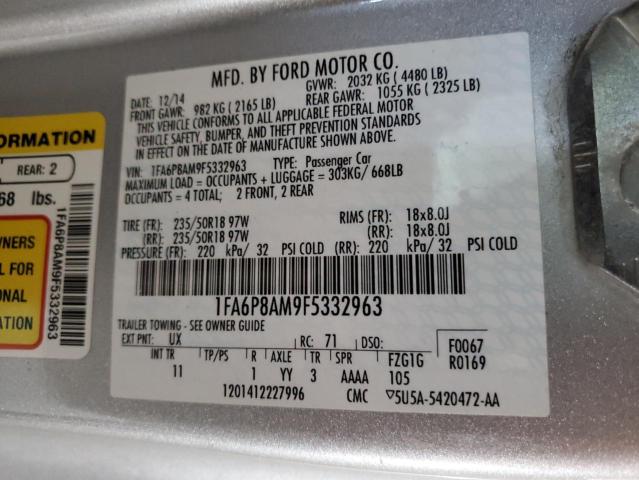 MFD. BY FORD MOTOR CO.
DATE: 12/14 GVWR: 2032 KG ( 4480 LB)
FRONT GAWR: 982 KG ( 2165 LB) REAR GAWR: 1055 KG ( 2325 LB)
THIS VEHICLE CONFORMS TO ALL APPLICABLE FEDERAL MOTOR
VEHICLE SAFETY, BUMPER, AND THEFT PREVENTION STANDARDS
IN EFFECT ON THE DATE OF MANUFACTURE SHOWN ABOVE.
VIN: 1FA6P8AM9F5332963 TYPE: Passenger Car
MAXIMUM LOAD = OCCUPANTS + LUGGAGE = 303KG/ 668LB
OCCUPANTS = 4 TOTAL; 2 FRONT, 2 REAR
TIRE (FR): 235/50R18 97W RIMS (FR): 18x8.0J
(RR): 235/50R18 97W (RR): 18x8.0J
PRESSURE (FR): 220 kPa/ 32 PSI COLD (RR): 220 kPa/ 32 PSI COLD
1FA6P8AM9F5332963
TRAILER TOWING - SEE OWNER GUIDE
EXT PNT: UX RC: 71 DSO: F0067
R0169
INT TR TP/PS R AXLE TR SPR FZG1G
11 1 YY 3 AAAA 105
1201412227996 CMC ▽5U5A-5420472-AA
FORMATION
REAR: 2
68 lbs.
WNERS
L FOR
ONAL
MATION
1FA6P8AM9F5332963